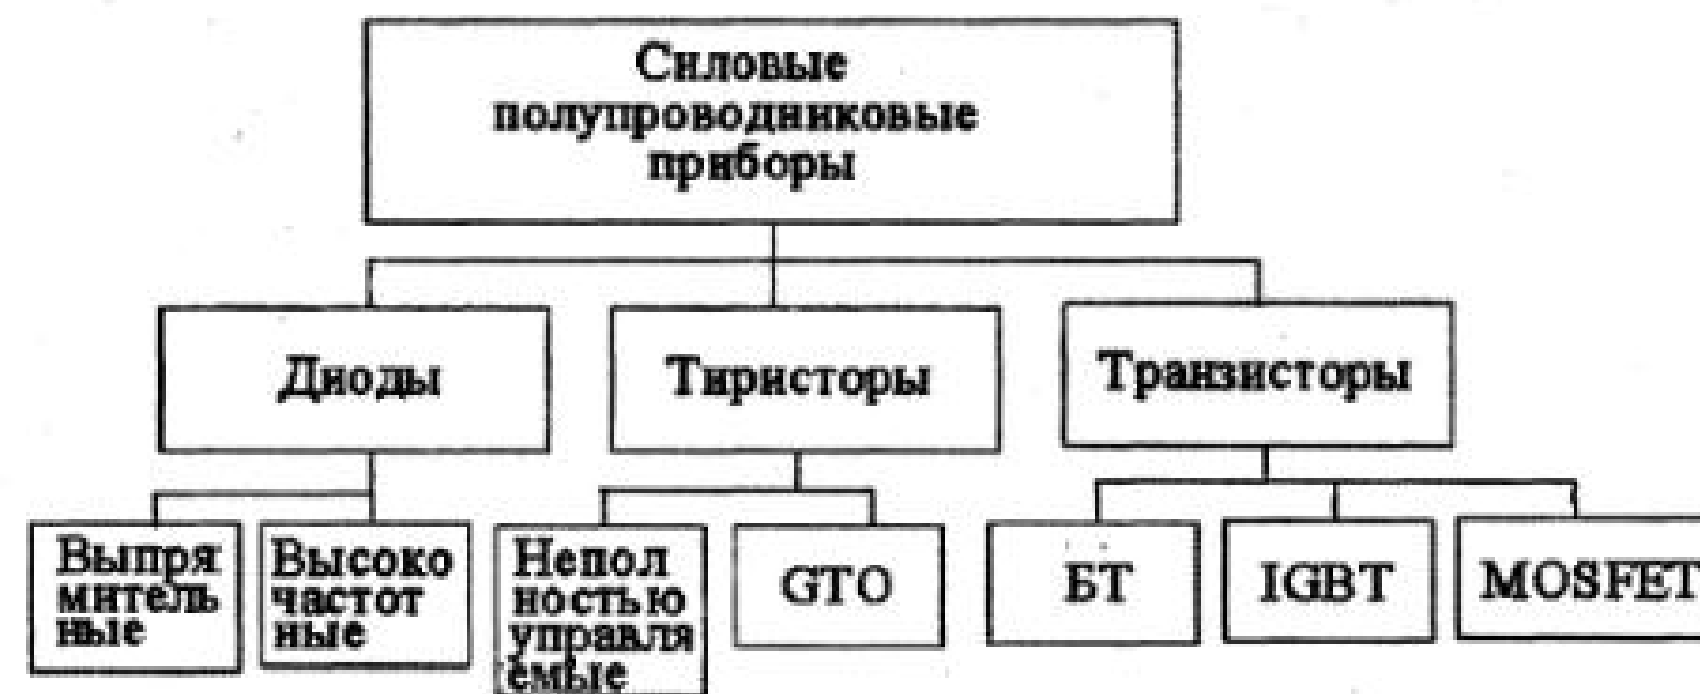 Силовые
полупроводниковые
приборы
Диоды
Тиристоры
Транзисторы
Выпря
митель
ные
Высоко
частот
ные
Непол
ностью
управля
емые
GTO
БТ
IGBT
MOSFET